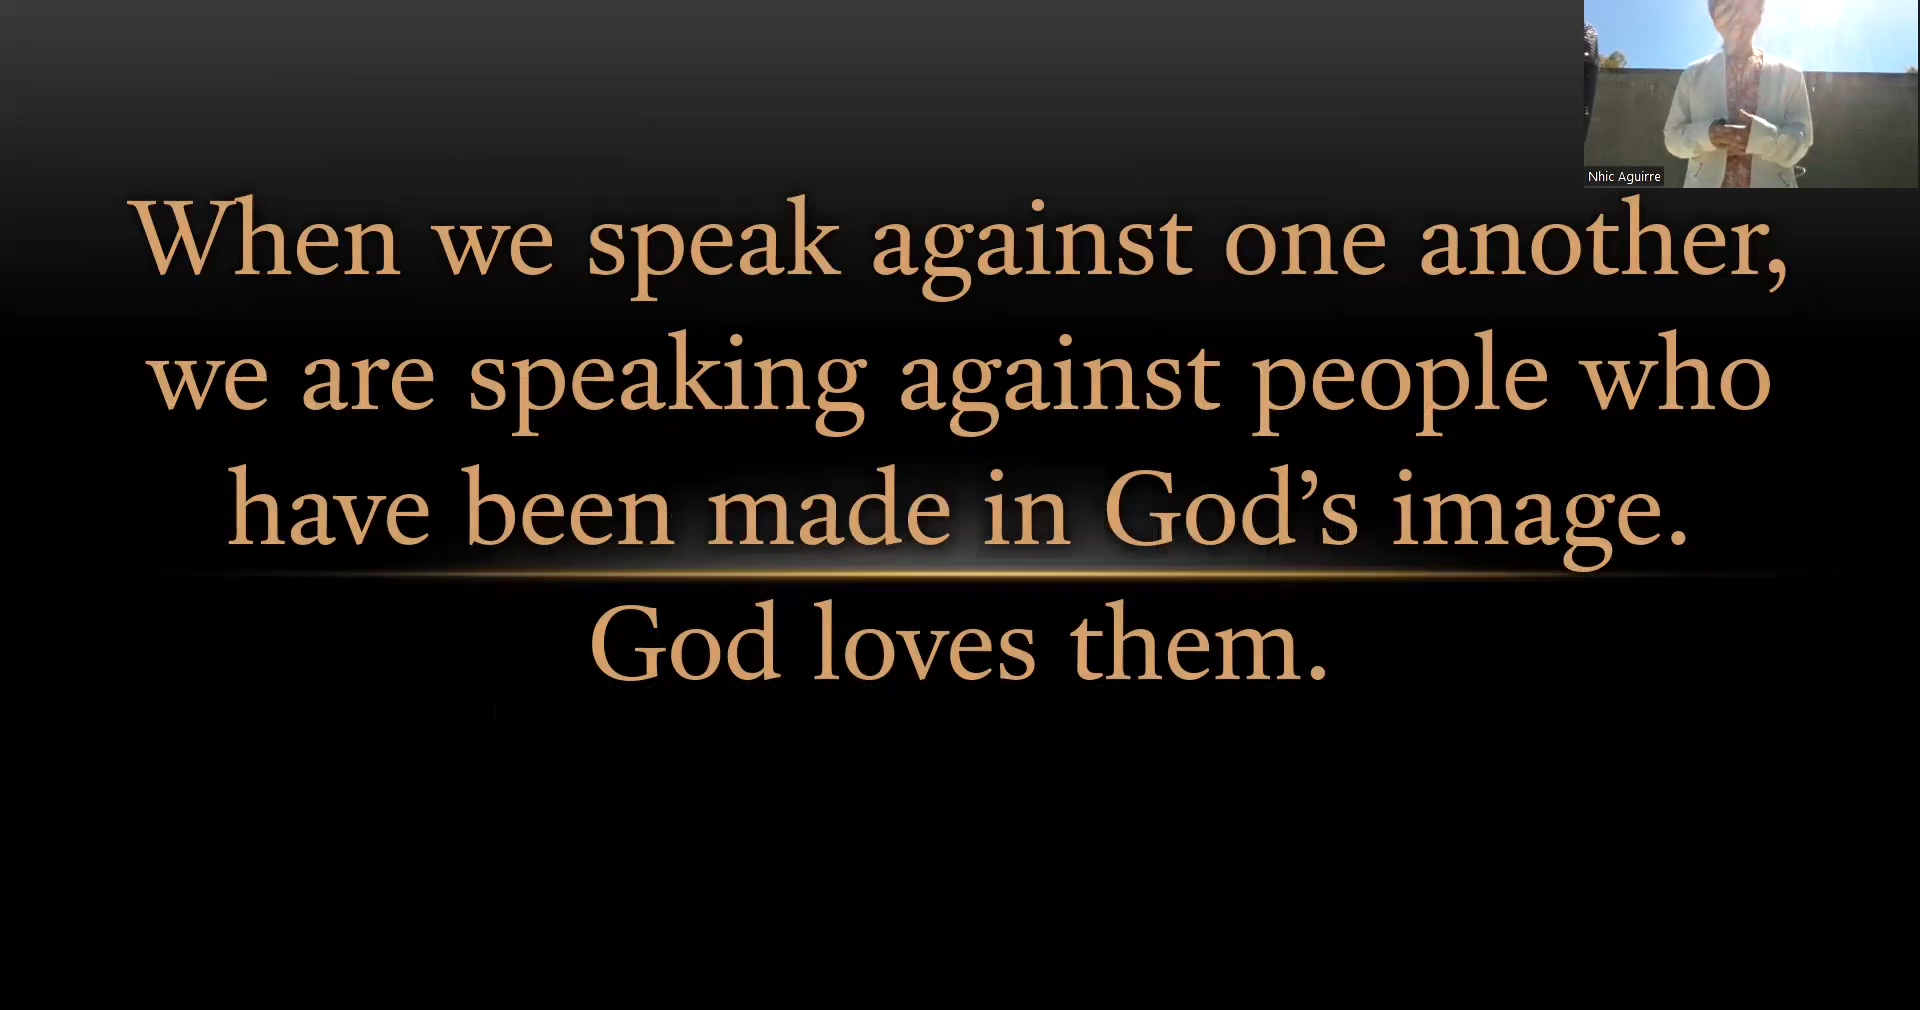 Nhic Aguirre
When we speak against one another,
we are speaking against people who
have been made in God’s image.
God loves them.